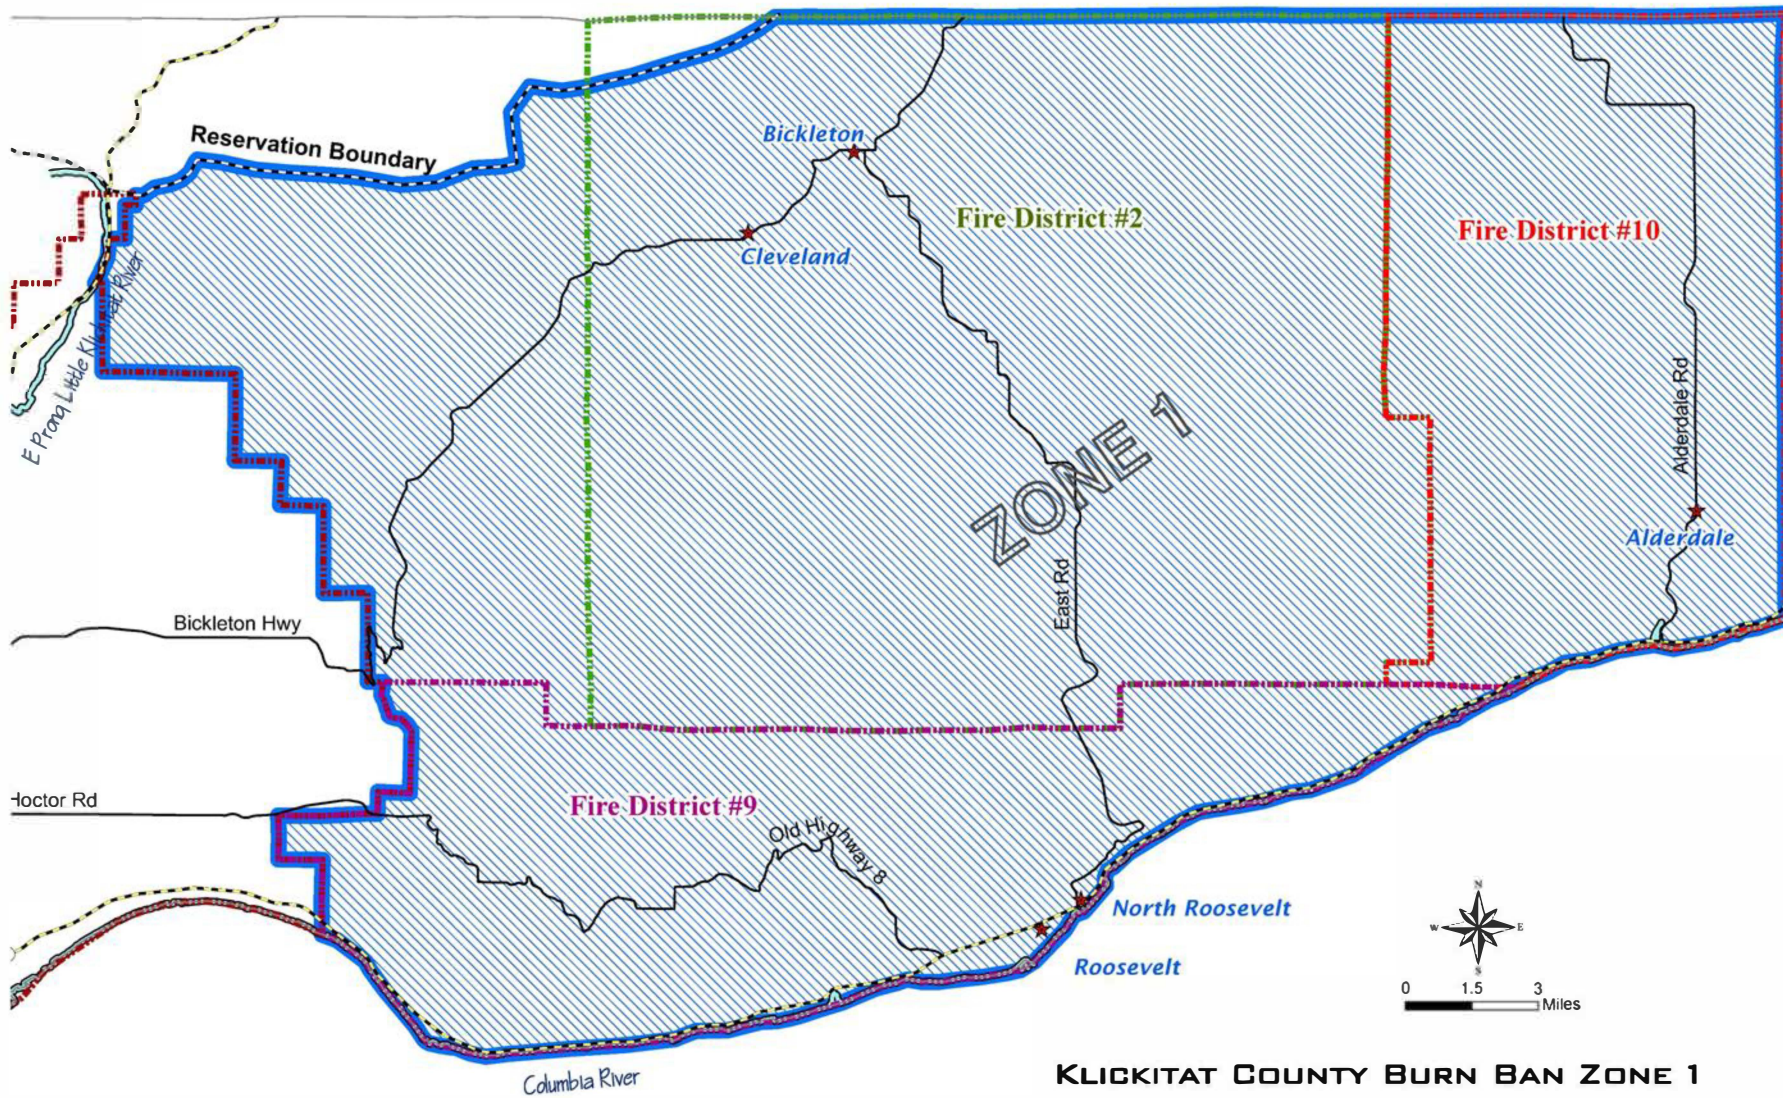 Reservation Boundary
Bickleton
Fire District #2
Fire District #10
Cleveland
E Prong Little Klickitat River
ZONE 1
Alderdale Rd
Alderdale
East Rd
Bickleton Hwy
Hoctor Rd
Fire District #9
Old Highway 8
North Roosevelt
Roosevelt
N
W
E
S
0 1.5 3
Miles
Columbia River
KLICKITAT COUNTY BURN BAN ZONE 1